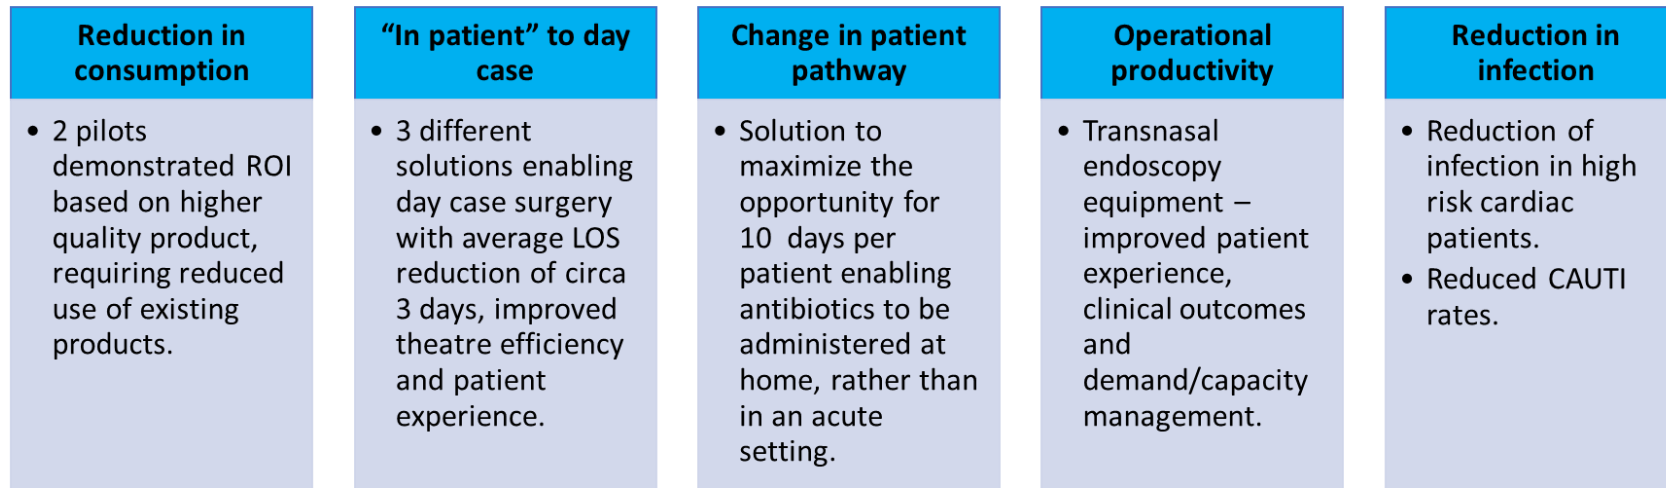 Reduction in
consumption
• 2 pilots
demonstrated ROI
based on higher
quality product,
requiring reduced
use of existing
products.
“In patient” to day
case
• 3 different
solutions enabling
day case surgery
with average LOS
reduction of circa
3 days, improved
theatre efficiency
and patient
experience.
Change in patient
pathway
• Solution to
maximize the
opportunity for
10 days per
patient enabling
antibiotics to be
administered at
home, rather than
in an acute
setting.
Operational
productivity
• Transnasal
endoscopy
equipment –
improved patient
experience,
clinical outcomes
and
demand/capacity
management.
Reduction in
infection
• Reduction of
infection in high
risk cardiac
patients.
• Reduced CAUTI
rates.